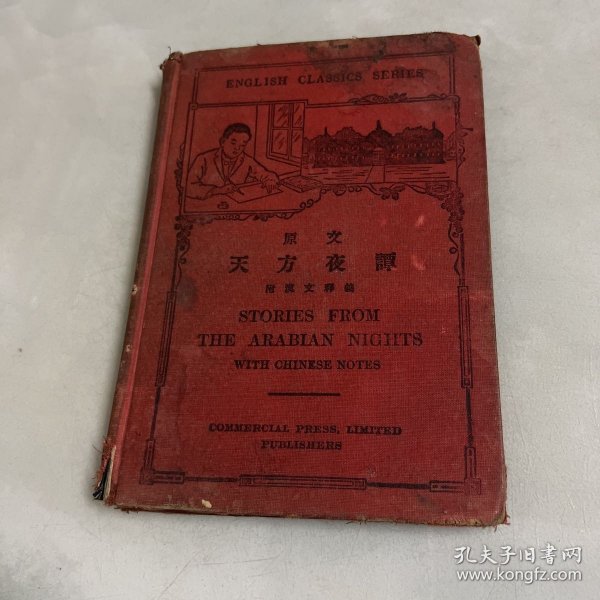 ENGLISH CLASSICS SERIES
原文
天方夜譚
附漢文釋義
STORIES FROM
THE ARABIAN NIGHTS
WITH CHINESE NOTES
COMMERCIAL PRESS, LIMITED
PUBLISHERS
孔夫子旧书网
www.kongfz.com